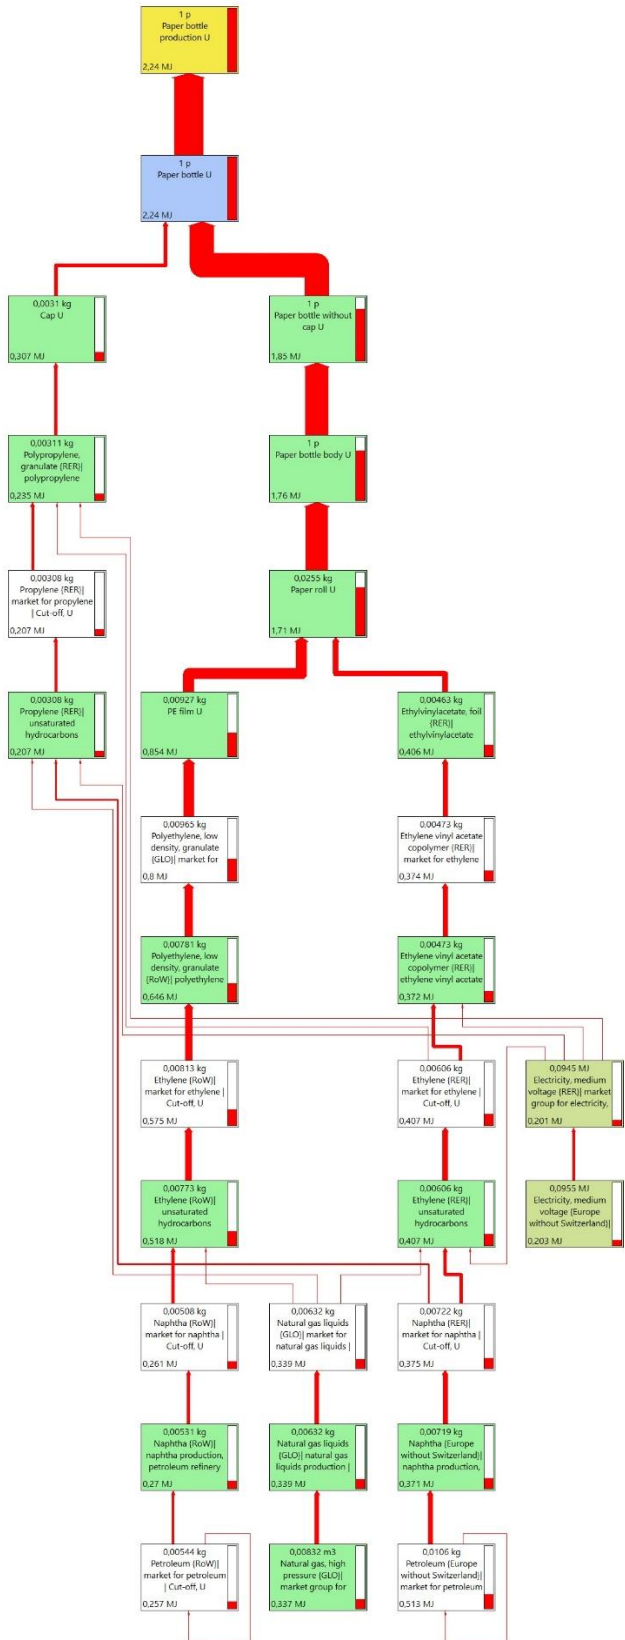 1 p
Paper bottle
production U
2,24 MJ
1 p
Paper bottle U
2,24 MJ
0,0031 kg
Cap U
0,307 MJ
1 p
Paper bottle without
cap U
1,85 MJ
0,00311 kg
Polypropylene,
granulate {RER}|
polypropylene
0,235 MJ
1 p
Paper bottle body U
1,76 MJ
0,00308 kg
Propylene {RER}|
market for propylene
| Cut-off, U
0,207 MJ
0,0255 kg
Paper roll U
1,71 MJ
0,00308 kg
Propylene {RER}|
unsaturated
hydrocarbons
0,207 MJ
0,00927 kg
PE film U
0,854 MJ
0,00463 kg
Ethylvinylacetate, foil
{RER}|
ethylvinylacetate
0,406 MJ
0,00965 kg
Polyethylene, low
density, granulate
{GLO}| market for
0,8 MJ
0,00473 kg
Ethylene vinyl acetate
copolymer {RER}|
market for ethylene
0,374 MJ
0,00781 kg
Polyethylene, low
density, granulate
{RoW}| polyethylene
0,646 MJ
0,00473 kg
Ethylene vinyl acetate
copolymer {RER}|
ethylene vinyl acetate
0,372 MJ
0,00813 kg
Ethylene {RoW}|
market for ethylene |
Cut-off, U
0,575 MJ
0,00606 kg
Ethylene {RER}|
market for ethylene |
Cut-off, U
0,407 MJ
0,0945 MJ
Electricity, medium
voltage {RER}| market
group for electricity,
0,201 MJ
0,00773 kg
Ethylene {RoW}|
unsaturated
hydrocarbons
0,518 MJ
0,00606 kg
Ethylene {RER}|
unsaturated
hydrocarbons
0,407 MJ
0,0955 MJ
Electricity, medium
voltage {Europe
without Switzerland}|
0,203 MJ
0,00508 kg
Naphtha {RoW}|
market for naphtha |
Cut-off, U
0,261 MJ
0,00632 kg
Natural gas liquids
{GLO}| market for
natural gas liquids |
0,339 MJ
0,00722 kg
Naphtha {RER}|
market for naphtha |
Cut-off, U
0,375 MJ
0,00531 kg
Naphtha {RoW}|
naphtha production,
petroleum refinery
0,27 MJ
0,00632 kg
Natural gas liquids
{GLO}| natural gas
liquids production |
0,339 MJ
0,00719 kg
Naphtha {Europe
without Switzerland}|
naphtha production,
0,371 MJ
0,00544 kg
Petroleum {RoW}|
market for petroleum
| Cut-off, U
0,257 MJ
0,00832 m3
Natural gas, high
pressure {GLO}|
market group for
0,337 MJ
0,0106 kg
Petroleum {Europe
without Switzerland}|
market for petroleum
0,513 MJ